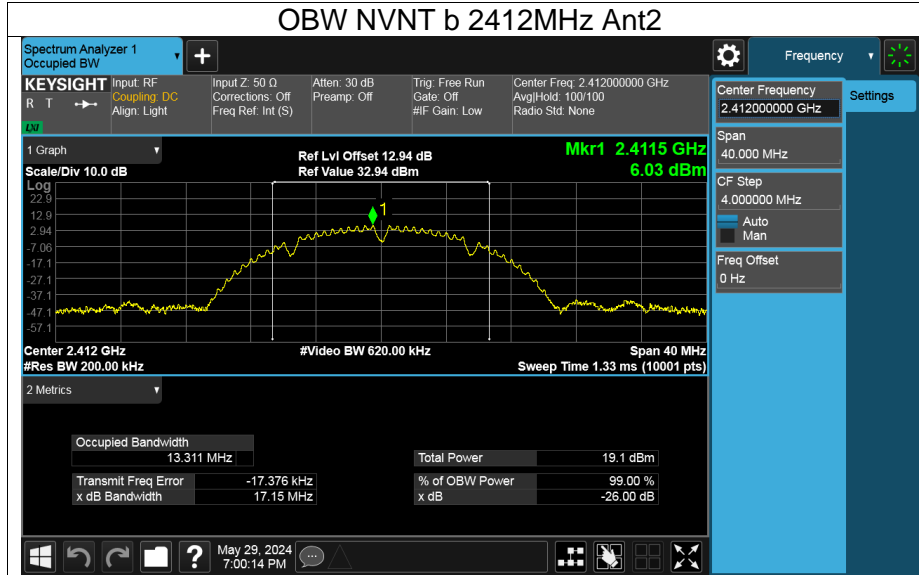 OBW NVNT b 2412MHz Ant2
Spectrum Analyzer 1
Occupied BW
Frequency
KEYSIGHT
R T
LXI
Input: RF
Coupling: DC
Align: Light
Input Z: 50 Ω
Corrections: Off
Freq Ref: Int (S)
Atten: 30 dB
Preamp: Off
Trig: Free Run
Gate: Off
#IF Gain: Low
Center Freq: 2.412000000 GHz
Avg|Hold: 100/100
Radio Std: None
1 Graph
Scale/Div 10.0 dB
Log
Ref Lvl Offset 12.94 dB
Ref Value 32.94 dBm
Mkr1 2.4115 GHz
6.03 dBm
22.9
12.9
2.94
-7.06
-17.1
-27.1
-37.1
-47.1
-57.1
1
Center 2.412 GHz
#Res BW 200.00 kHz
#Video BW 620.00 kHz
Span 40 MHz
Sweep Time 1.33 ms (10001 pts)
2 Metrics
Occupied Bandwidth
13.311 MHz
Transmit Freq Error -17.376 kHz
x dB Bandwidth 17.15 MHz
Total Power 19.1 dBm
% of OBW Power 99.00 %
x dB -26.00 dB
Center Frequency
2.412000000 GHz
Span
40.000 MHz
CF Step
4.000000 MHz
Auto
Man
Freq Offset
0 Hz
Settings
?
May 29, 2024
7:00:14 PM